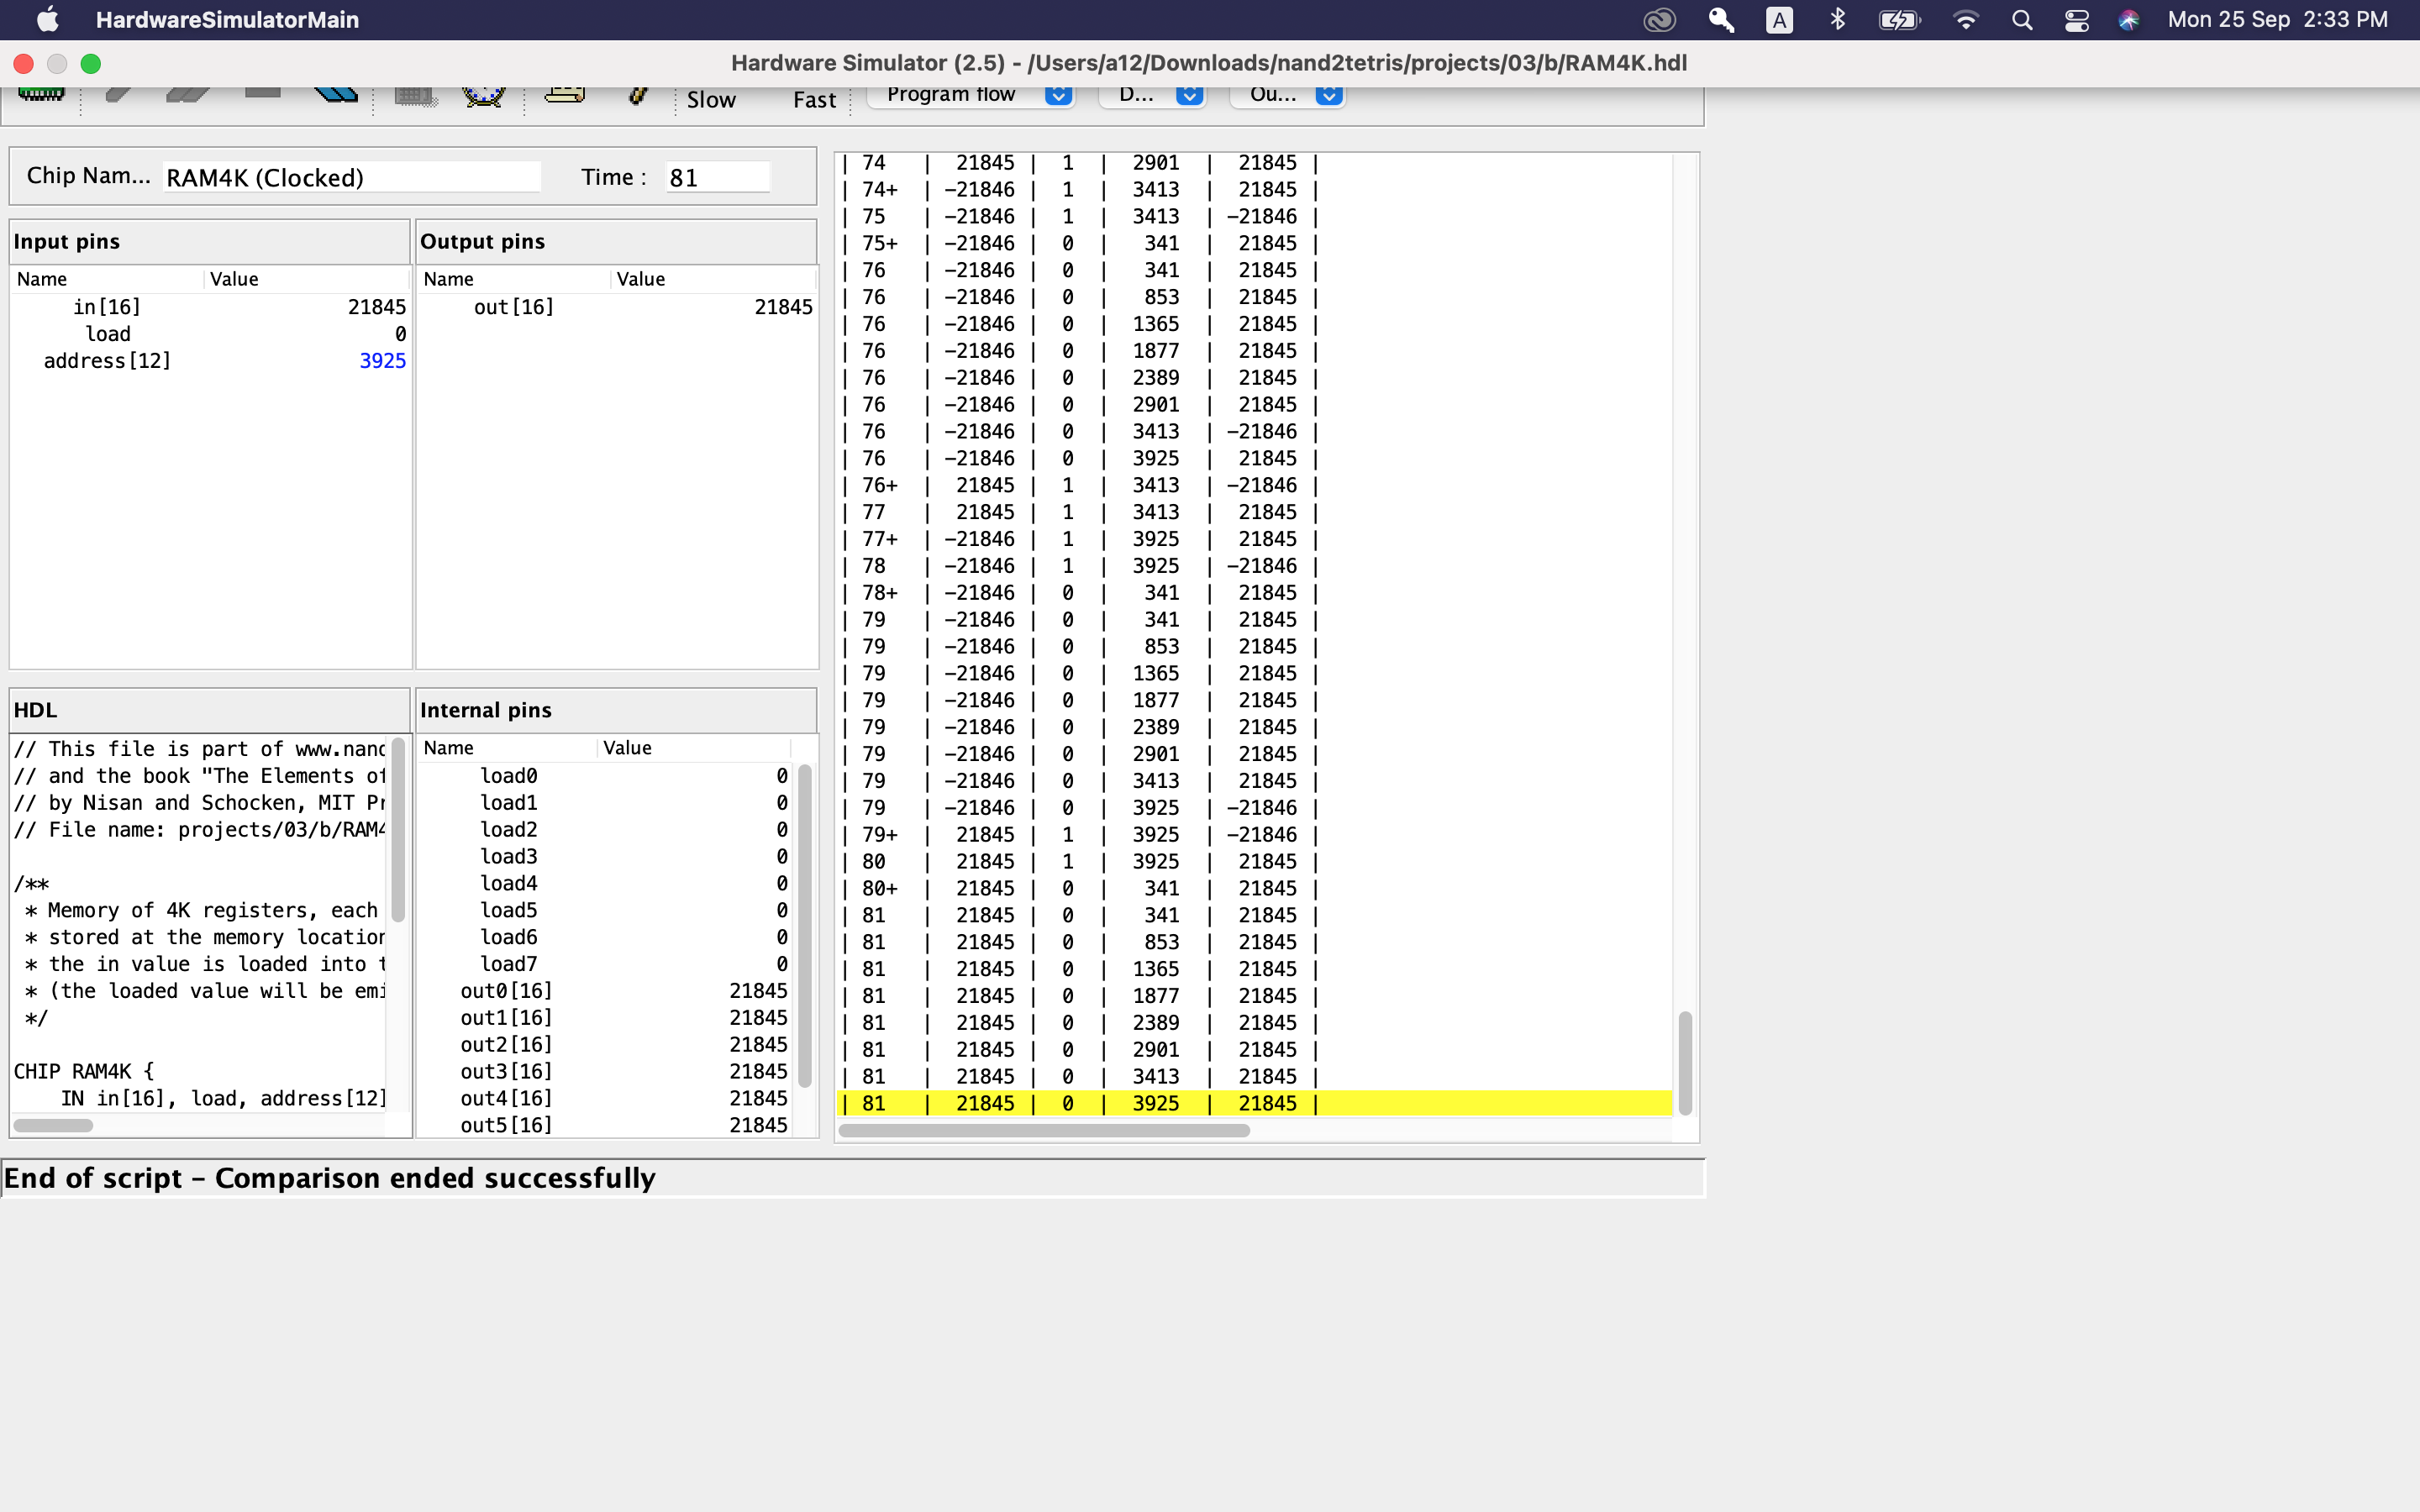 HardwareSimulatorMain
A
Mon 25 Sep 2:33 PM
Hardware Simulator (2.5) - /Users/a12/Downloads/nand2tetris/projects/03/b/RAM4K.hdl
Slow Fast Program flow D... Ou...
Chip Nam... RAM4K (Clocked) Time : 81
Input pins
Name Value
in[16] 21845
load 0
address[12] 3925
Output pins
Name Value
out[16] 21845
HDL
// This file is part of www.nand
// and the book "The Elements of
// by Nisan and Schocken, MIT Pr
// File name: projects/03/b/RAM4
/**
* Memory of 4K registers, each
* stored at the memory location
* the in value is loaded into t
* (the loaded value will be emi
*/
CHIP RAM4K {
IN in[16], load, address[12]
Internal pins
Name Value
load0 0
load1 0
load2 0
load3 0
load4 0
load5 0
load6 0
load7 0
out0[16] 21845
out1[16] 21845
out2[16] 21845
out3[16] 21845
out4[16] 21845
out5[16] 21845
| 74 | 21845 | 1 | 2901 | 21845 |
| 74+ | -21846 | 1 | 3413 | 21845 |
| 75 | -21846 | 1 | 3413 | -21846 |
| 75+ | -21846 | 0 | 341 | 21845 |
| 76 | -21846 | 0 | 341 | 21845 |
| 76 | -21846 | 0 | 853 | 21845 |
| 76 | -21846 | 0 | 1365 | 21845 |
| 76 | -21846 | 0 | 1877 | 21845 |
| 76 | -21846 | 0 | 2389 | 21845 |
| 76 | -21846 | 0 | 2901 | 21845 |
| 76 | -21846 | 0 | 3413 | -21846 |
| 76 | -21846 | 0 | 3925 | 21845 |
| 76+ | 21845 | 1 | 3413 | -21846 |
| 77 | 21845 | 1 | 3413 | 21845 |
| 77+ | -21846 | 1 | 3925 | 21845 |
| 78 | -21846 | 1 | 3925 | -21846 |
| 78+ | -21846 | 0 | 341 | 21845 |
| 79 | -21846 | 0 | 341 | 21845 |
| 79 | -21846 | 0 | 853 | 21845 |
| 79 | -21846 | 0 | 1365 | 21845 |
| 79 | -21846 | 0 | 1877 | 21845 |
| 79 | -21846 | 0 | 2389 | 21845 |
| 79 | -21846 | 0 | 2901 | 21845 |
| 79 | -21846 | 0 | 3413 | 21845 |
| 79 | -21846 | 0 | 3925 | -21846 |
| 79+ | 21845 | 1 | 3925 | -21846 |
| 80 | 21845 | 1 | 3925 | 21845 |
| 80+ | 21845 | 0 | 341 | 21845 |
| 81 | 21845 | 0 | 341 | 21845 |
| 81 | 21845 | 0 | 853 | 21845 |
| 81 | 21845 | 0 | 1365 | 21845 |
| 81 | 21845 | 0 | 1877 | 21845 |
| 81 | 21845 | 0 | 2389 | 21845 |
| 81 | 21845 | 0 | 2901 | 21845 |
| 81 | 21845 | 0 | 3413 | 21845 |
| 81 | 21845 | 0 | 3925 | 21845 |
End of script - Comparison ended successfully